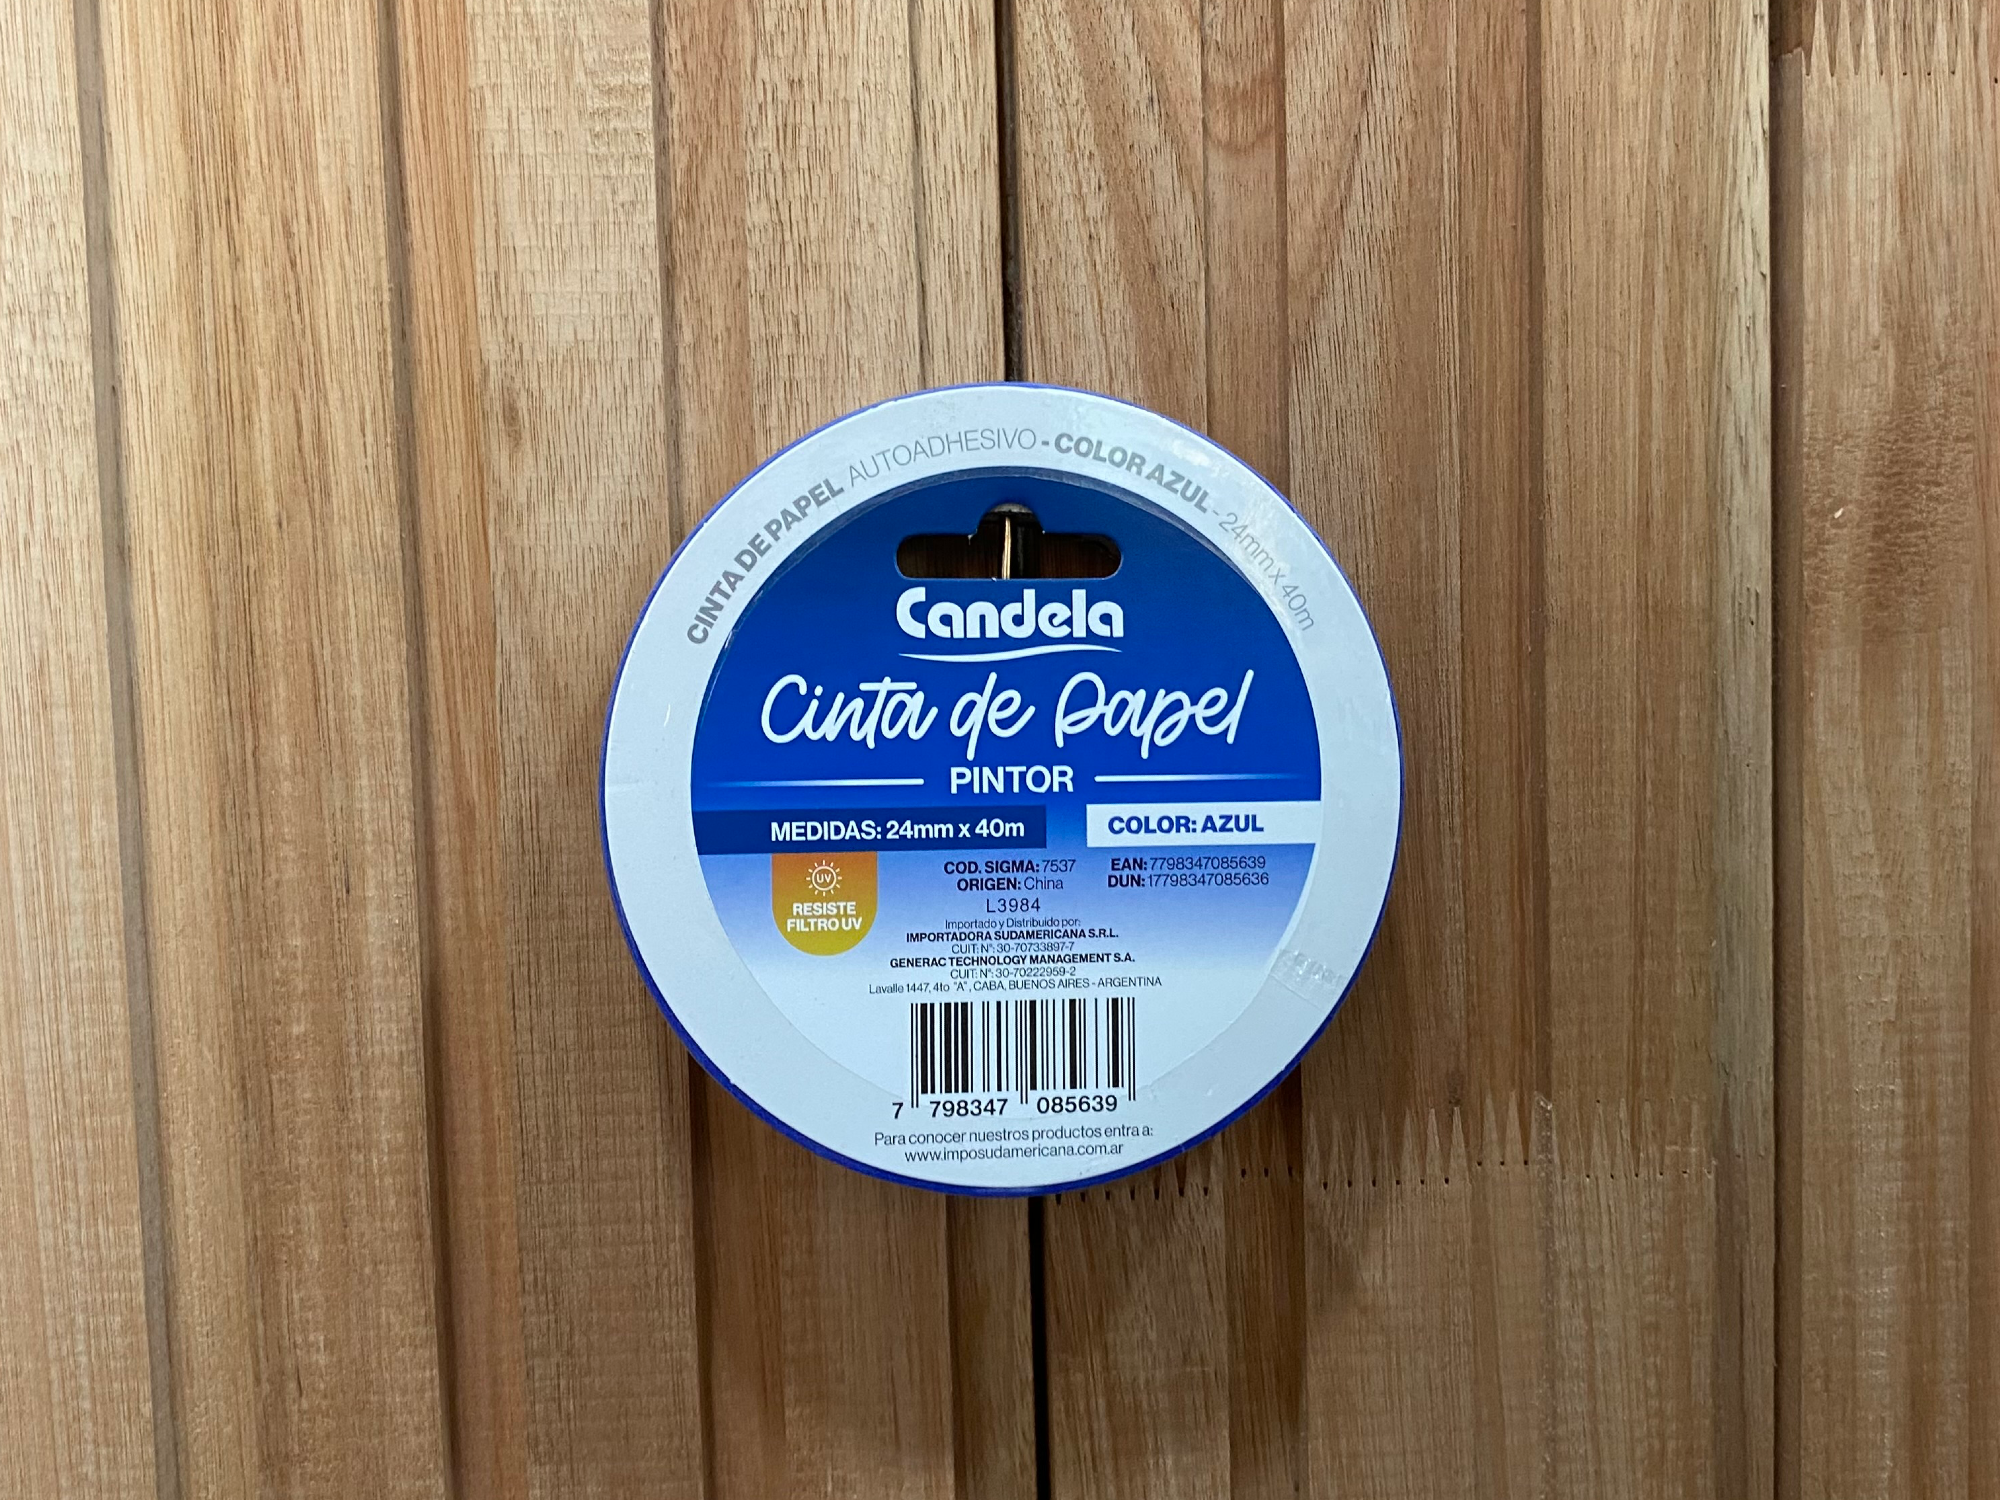 CINTA DE PAPEL AUTOADHESIVO - COLOR AZUL - 24mm x 40m
Candela
Cinta de Papel
PINTOR
MEDIDAS: 24mm x 40m
COLOR: AZUL
UV
RESISTE
FILTRO UV
COD. SIGMA: 7537
ORIGEN: China
L3984
EAN: 7798347085639
DUN: 17798347085636
Importado y Distribuido por:
IMPORTADORA SUDAMERICANA S.R.L.
CUIT: N°: 30-70733897-7
GENERAC TECHNOLOGY MANAGEMENT S.A.
CUIT: N°: 30-70222959-2
Lavalle 1447, 4to "A", CABA, BUENOS AIRES - ARGENTINA
7 798347 085639
Para conocer nuestros productos entra a:
www.imposudamericana.com.ar